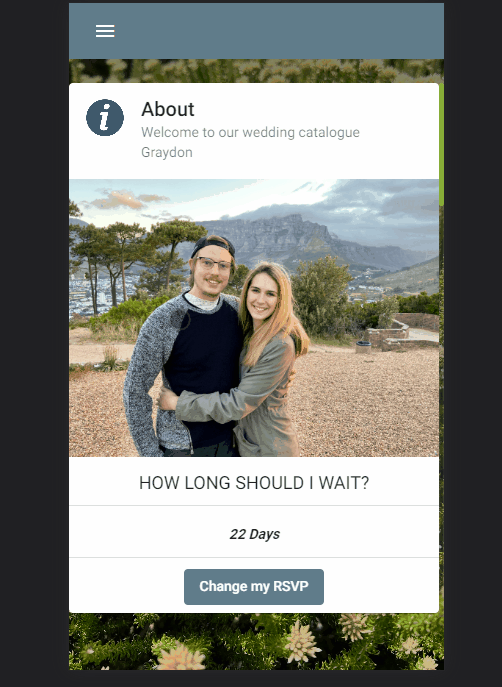 About
Welcome to our wedding catalogue
Graydon
HOW LONG SHOULD I WAIT?
22 Days
Change my RSVP